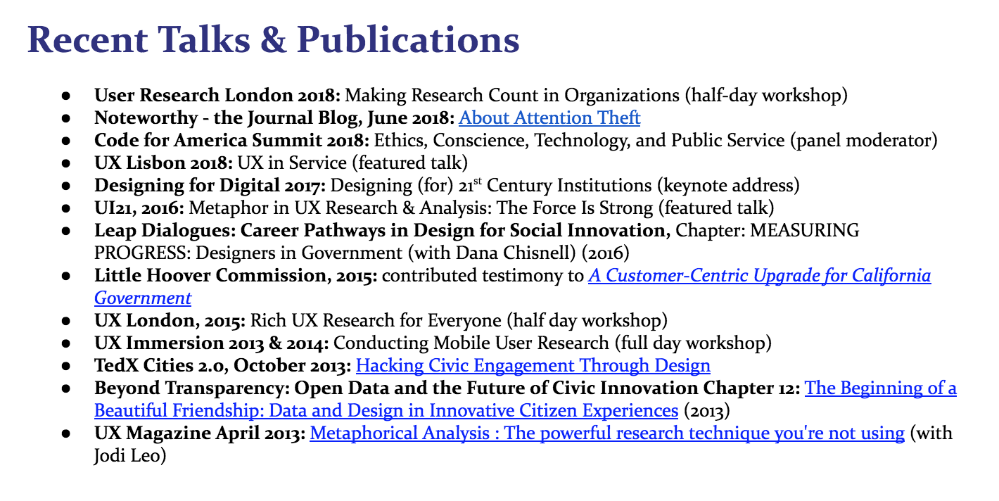 Recent Talks & Publications
● User Research London 2018: Making Research Count in Organizations (half-day workshop)
● Noteworthy - the Journal Blog, June 2018: About Attention Theft
● Code for America Summit 2018: Ethics, Conscience, Technology, and Public Service (panel moderator)
● UX Lisbon 2018: UX in Service (featured talk)
● Designing for Digital 2017: Designing (for) 21st Century Institutions (keynote address)
● UI21, 2016: Metaphor in UX Research & Analysis: The Force Is Strong (featured talk)
● Leap Dialogues: Career Pathways in Design for Social Innovation, Chapter: MEASURING
PROGRESS: Designers in Government (with Dana Chisnell) (2016)
● Little Hoover Commission, 2015: contributed testimony to A Customer-Centric Upgrade for California
Government
● UX London, 2015: Rich UX Research for Everyone (half day workshop)
● UX Immersion 2013 & 2014: Conducting Mobile User Research (full day workshop)
● TedX Cities 2.0, October 2013: Hacking Civic Engagement Through Design
● Beyond Transparency: Open Data and the Future of Civic Innovation Chapter 12: The Beginning of a
Beautiful Friendship: Data and Design in Innovative Citizen Experiences (2013)
● UX Magazine April 2013: Metaphorical Analysis : The powerful research technique you're not using (with
Jodi Leo)